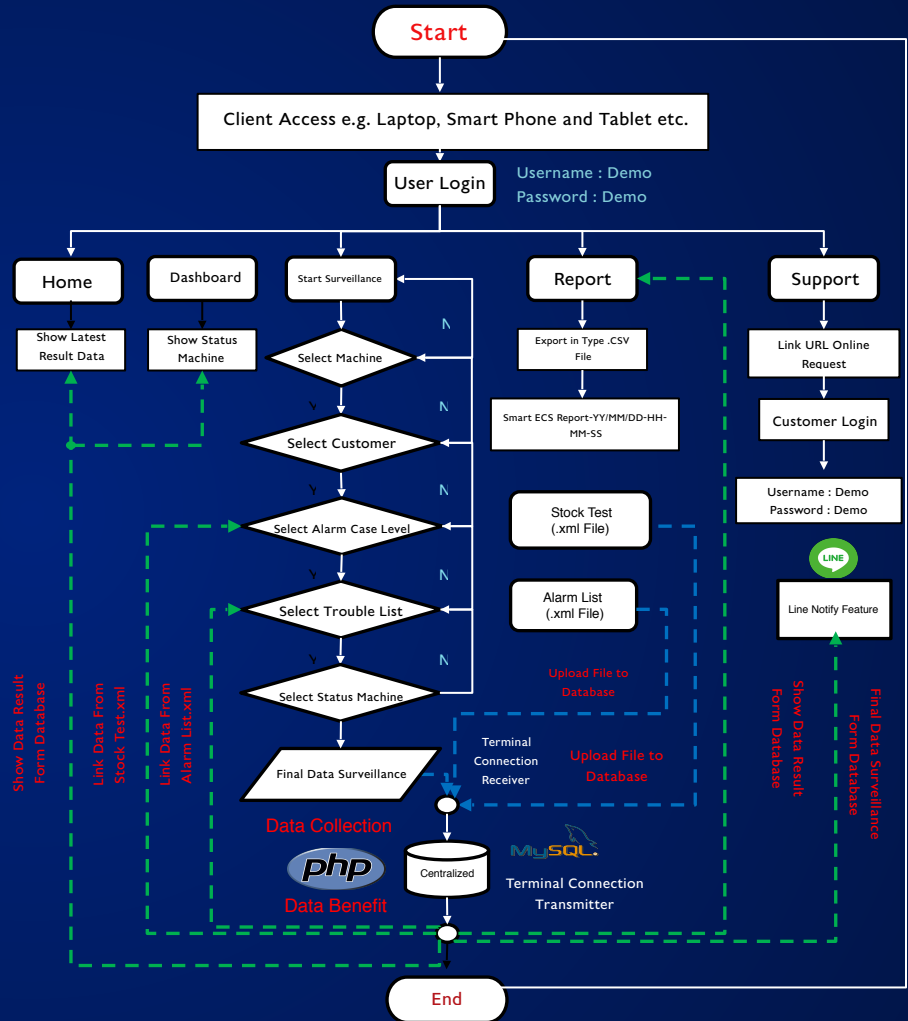 Start
Client Access e.g. Laptop, Smart Phone and Tablet etc.
User Login
Username : Demo
Password : Demo
Home
Dashboard
Start Surveillance
Report
Support
Show Latest
Result Data
Show Status
Machine
N
Select Machine
Export in Type .CSV
File
Link URL Online
Request
Y
N
Select Customer
Smart ECS Report-YY/MM/DD-HH-
MM-SS
Customer Login
Y
N
Select Alarm Case Level
Stock Test
(.xml File)
Username : Demo
Password : Demo
LINE
Y
N
Select Trouble List
Alarm List
(.xml File)
Line Notify Feature
Y
N
Select Status Machine
Upload File to
Database
Show Data Result
Form Database
Link Data From
Stock Test.xml
Link Data From
Alarm List.xml
Final Data Surveillance
Terminal
Connection
Receiver
Upload File to
Database
Show Data Result
Form Database
Final Data Surveillance
Form Database
Data Collection
php
Data Benefit
Centralized
MySQL.
Terminal Connection
Transmitter
End